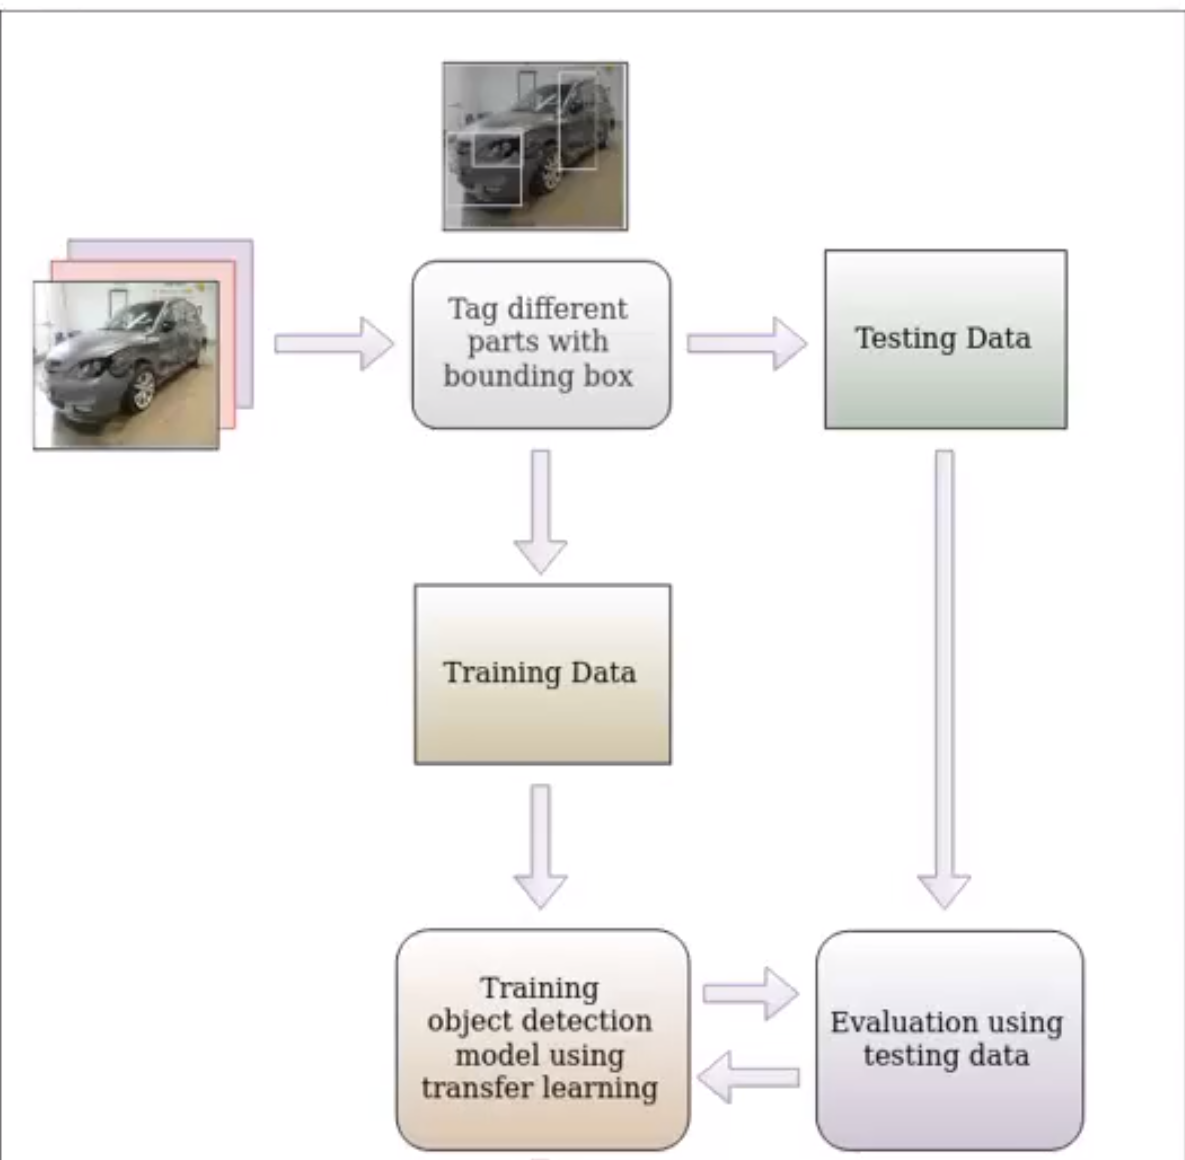 Tag different
parts with
bounding box
Testing Data
Training Data
Training
object detection
model using
transfer learning
Evaluation using
testing data